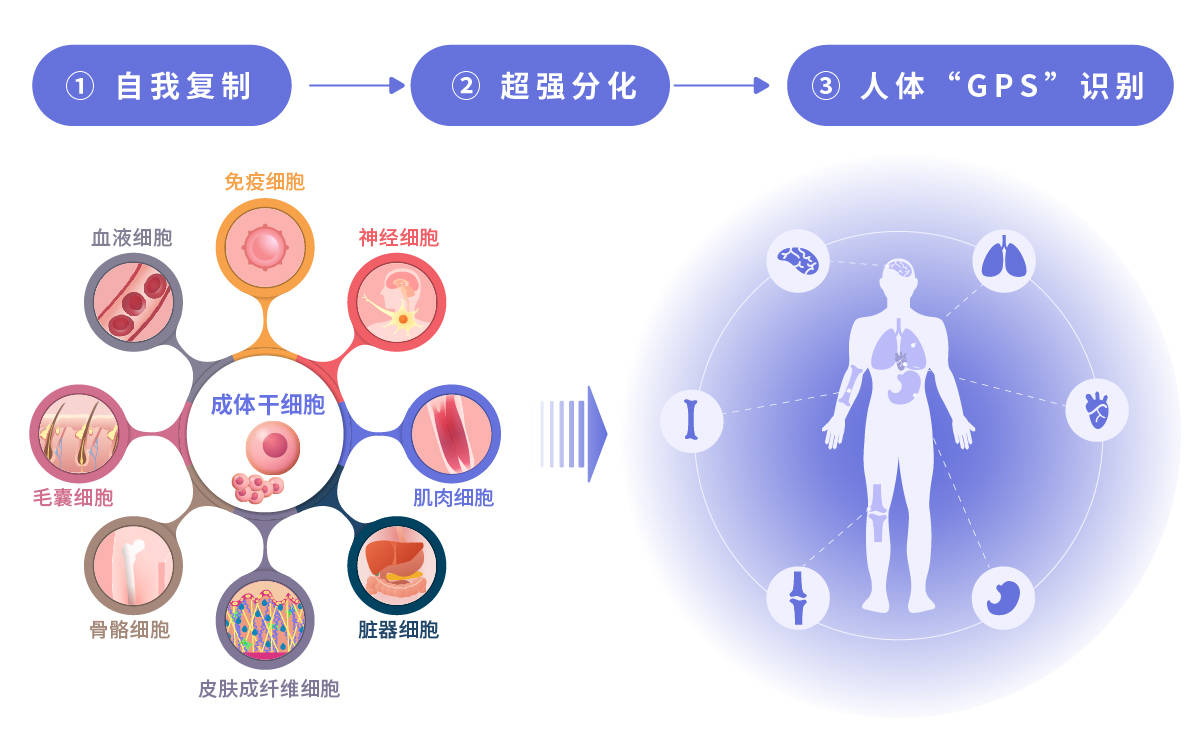 ① 自我复制
② 超强分化
③ 人体“GPS”识别
免疫细胞
血液细胞
神经细胞
成体干细胞
毛囊细胞
肌肉细胞
骨骼细胞
脏器细胞
皮肤成纤维细胞